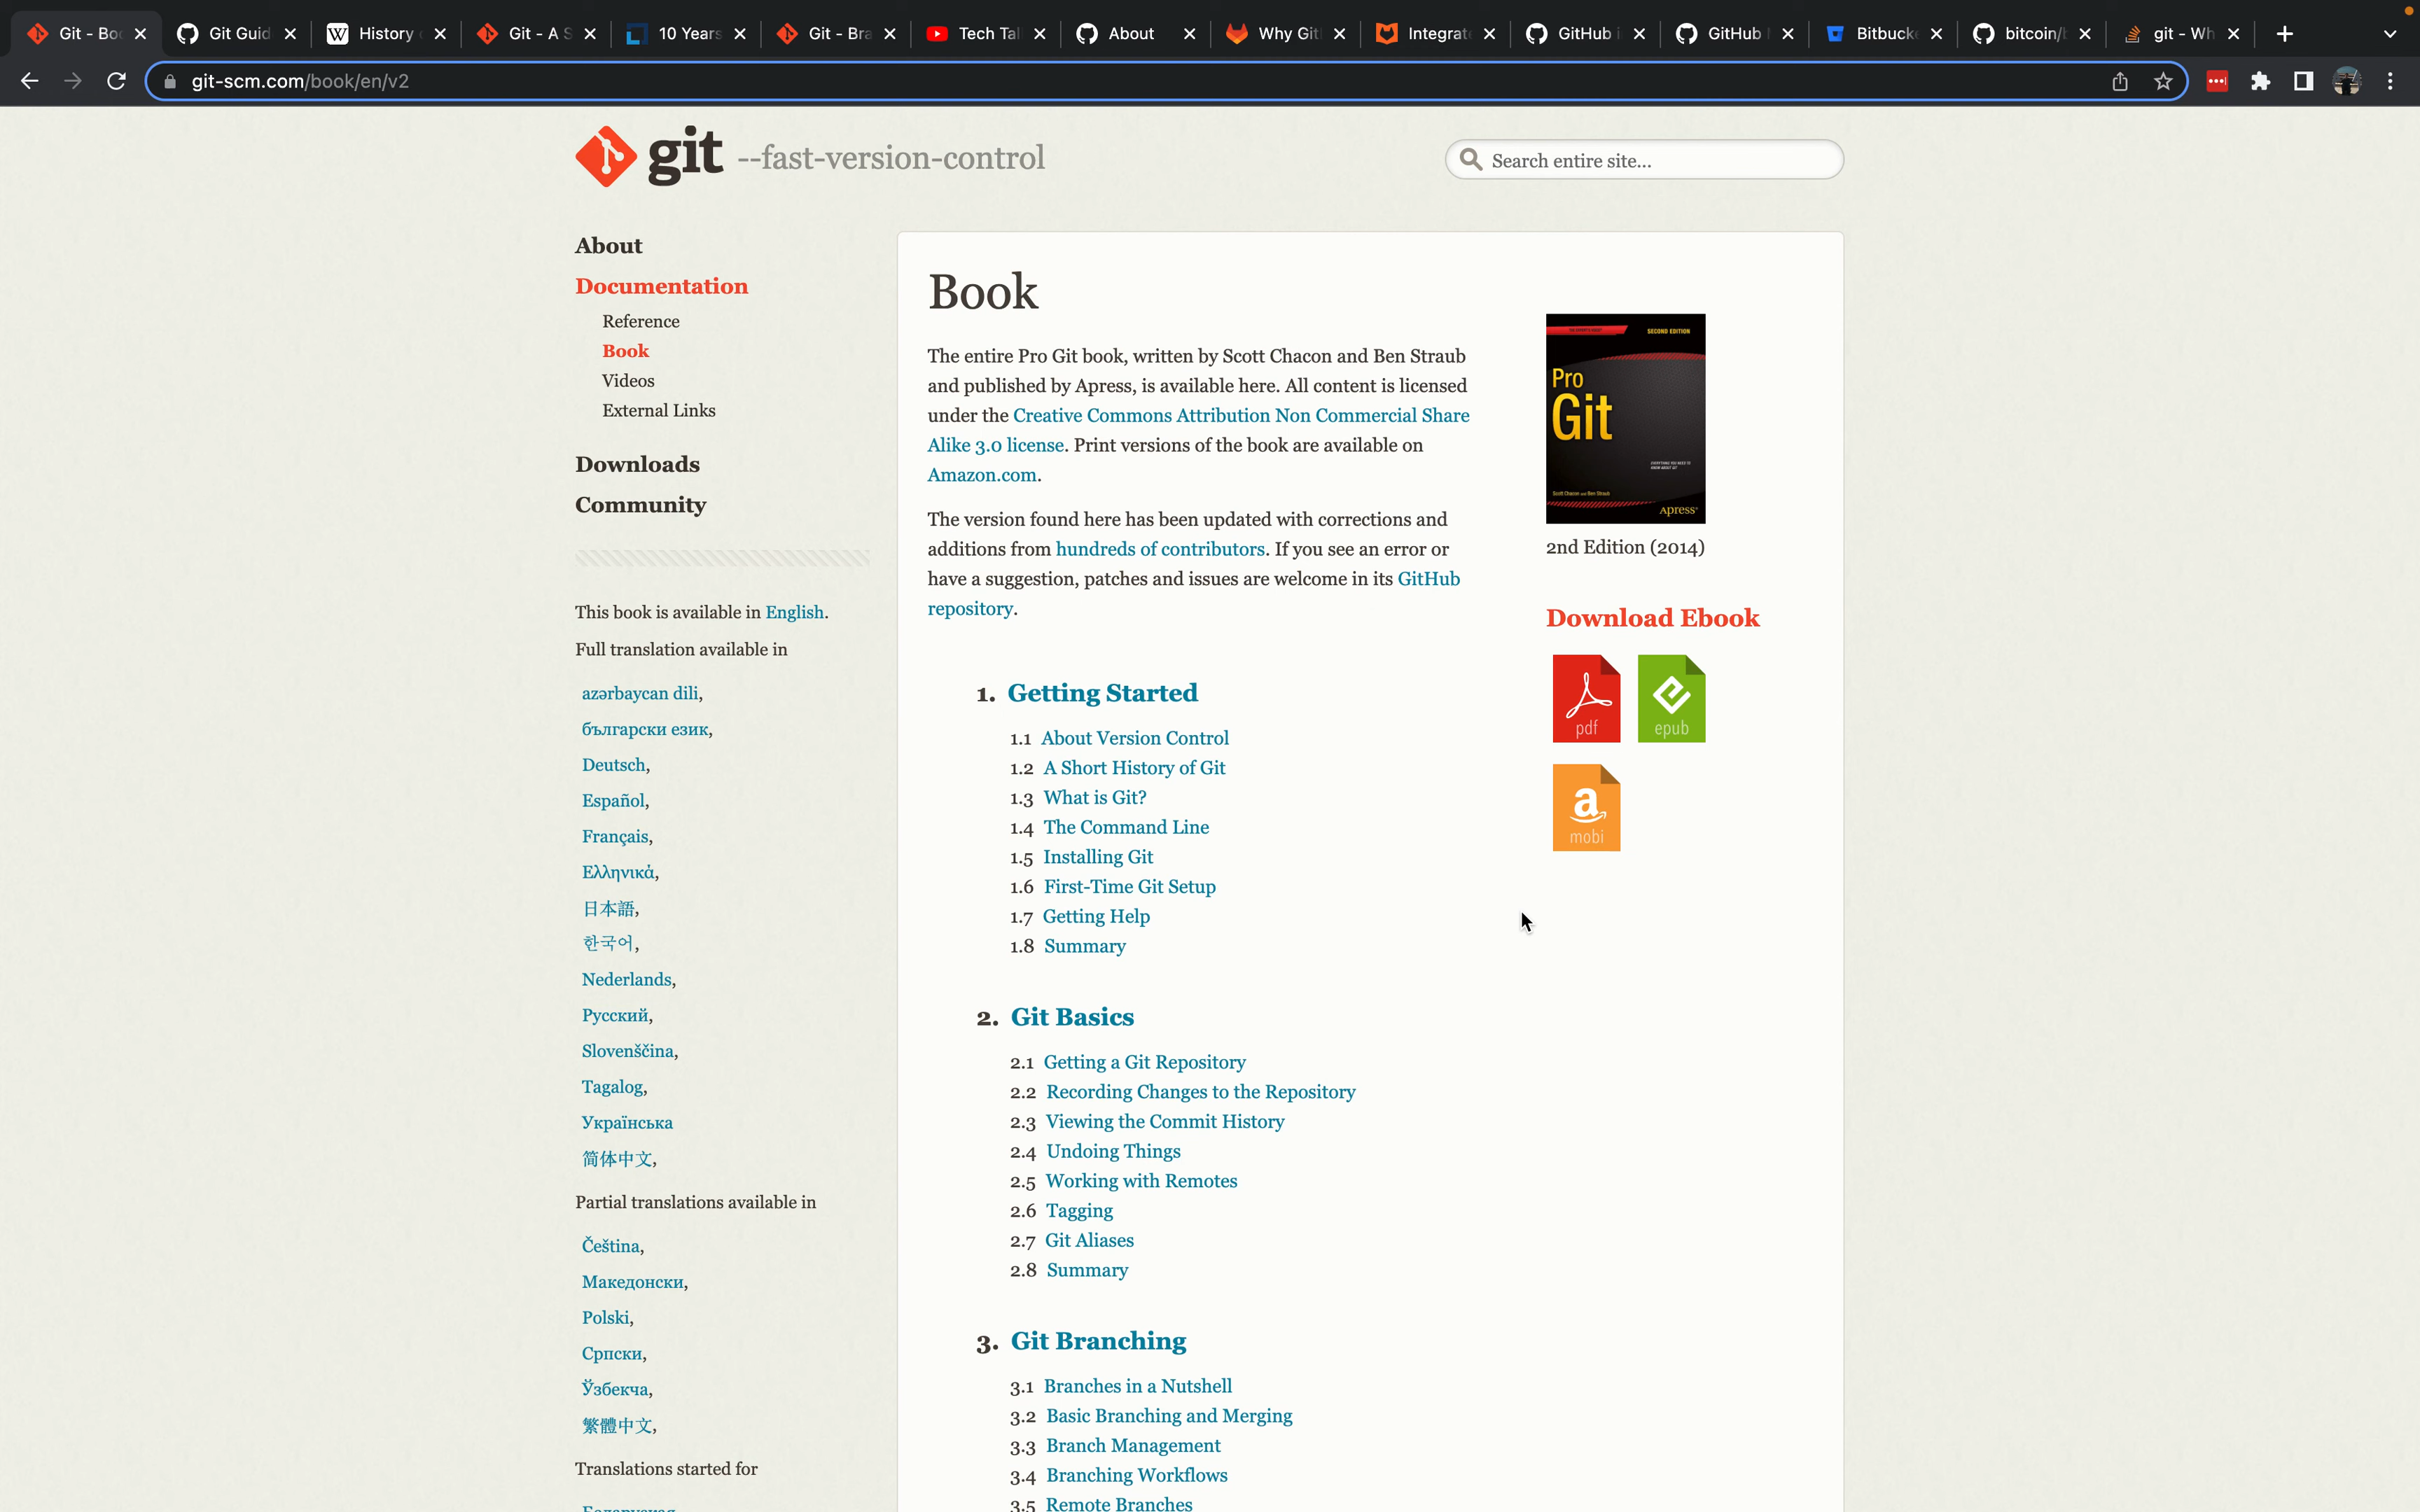 Git - Boo
Git Guid
History
Git - A S
10 Years
Git - Bra
Tech Tal
About
Why Git
Integrat
GitHub i
GitHub
Bitbuck
bitcoin/
git - Wh
git-scm.com/book/en/v2
git --fast-version-control
Search entire site...
About
Documentation
Reference
Book
Videos
External Links
Downloads
Community
This book is available in English.
Full translation available in
azərbaycan dili,
български език,
Deutsch,
Español,
Français,
Ελληνικά,
日本語,
한국어,
Nederlands,
Русский,
Slovenščina,
Tagalog,
Українська
简体中文,
Partial translations available in
Čeština,
Македонски,
Polski,
Српски,
Ўзбекча,
繁體中文,
Translations started for
Book
The entire Pro Git book, written by Scott Chacon and Ben Straub
and published by Apress, is available here. All content is licensed
under the Creative Commons Attribution Non Commercial Share
Alike 3.0 license. Print versions of the book are available on
Amazon.com.
The version found here has been updated with corrections and
additions from hundreds of contributors. If you see an error or
have a suggestion, patches and issues are welcome in its GitHub
repository.
1. Getting Started
1.1 About Version Control
1.2 A Short History of Git
1.3 What is Git?
1.4 The Command Line
1.5 Installing Git
1.6 First-Time Git Setup
1.7 Getting Help
1.8 Summary
2. Git Basics
2.1 Getting a Git Repository
2.2 Recording Changes to the Repository
2.3 Viewing the Commit History
2.4 Undoing Things
2.5 Working with Remotes
2.6 Tagging
2.7 Git Aliases
2.8 Summary
3. Git Branching
3.1 Branches in a Nutshell
3.2 Basic Branching and Merging
3.3 Branch Management
3.4 Branching Workflows
3.5 Remote Branches
SECOND EDITION
Pro
Git
EVERYTHING YOU NEED TO
KNOW ABOUT GIT
Scott Chacon and Ben Straub
Apress®
2nd Edition (2014)
Download Ebook
pdf
epub
a
mobi